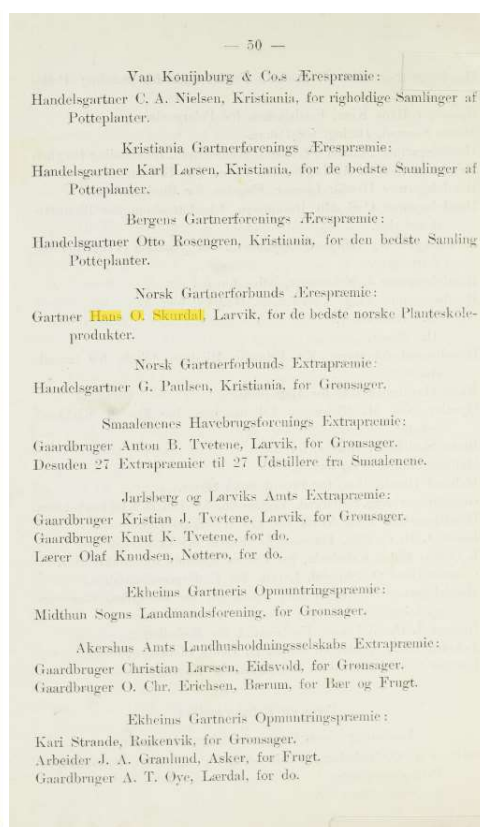 — 50 —
Van Kouijnburg & Co.s Ærespræmie:
Handelsgartner C. A. Nielsen, Kristiania, for righoldige Samlinger af
Potteplanter.
Kristiania Gartnerforenings Ærespræmie:
Handelsgartner Karl Larsen, Kristiania, for de bedste Samlinger af
Potteplanter.
Bergens Gartnerforenings Ærespræmie:
Handelsgartner Otto Rosengren, Kristiania, for den bedste Samling
Potteplanter.
Norsk Gartnerforbunds Ærespræmie:
Gartner Hans O. Skurdal, Larvik, for de bedste norske Planteskole-
produkter.
Norsk Gartnerforbunds Extrapræmie:
Handelsgartner G. Paulsen, Kristiania, for Grønsager.
Smaalenenes Havebrugsforenings Extrapræmie:
Gaardbruger Anton B. Tvetene, Larvik, for Grønsager.
Desuden 27 Extrapræmier til 27 Udstillere fra Smaalenene.
Jarlsberg og Larviks Amts Extrapræmie:
Gaardbruger Kristian J. Tvetene, Larvik, for Grønsager.
Gaardbruger Knut K. Tvetene, for do.
Lærer Olaf Knudsen, Nøtterø, for do.
Ekheims Gartneris Opmuntringspræmie:
Midthun Sogns Landmandsforening, for Grønsager.
Akershus Amts Landhusholdningsselskabs Extrapræmie:
Gaardbruger Christian Larssen, Eidsvold, for Grønsager.
Gaardbruger O. Chr. Erichsen, Bærum, for Bær og Frugt.
Ekheims Gartneris Opmuntringspræmie:
Kari Strande, Røikenvik, for Grønsager.
Arbeider J. A. Granlund, Asker, for Frugt.
Gaardbruger A. T. Øye, Lærdal, for do.